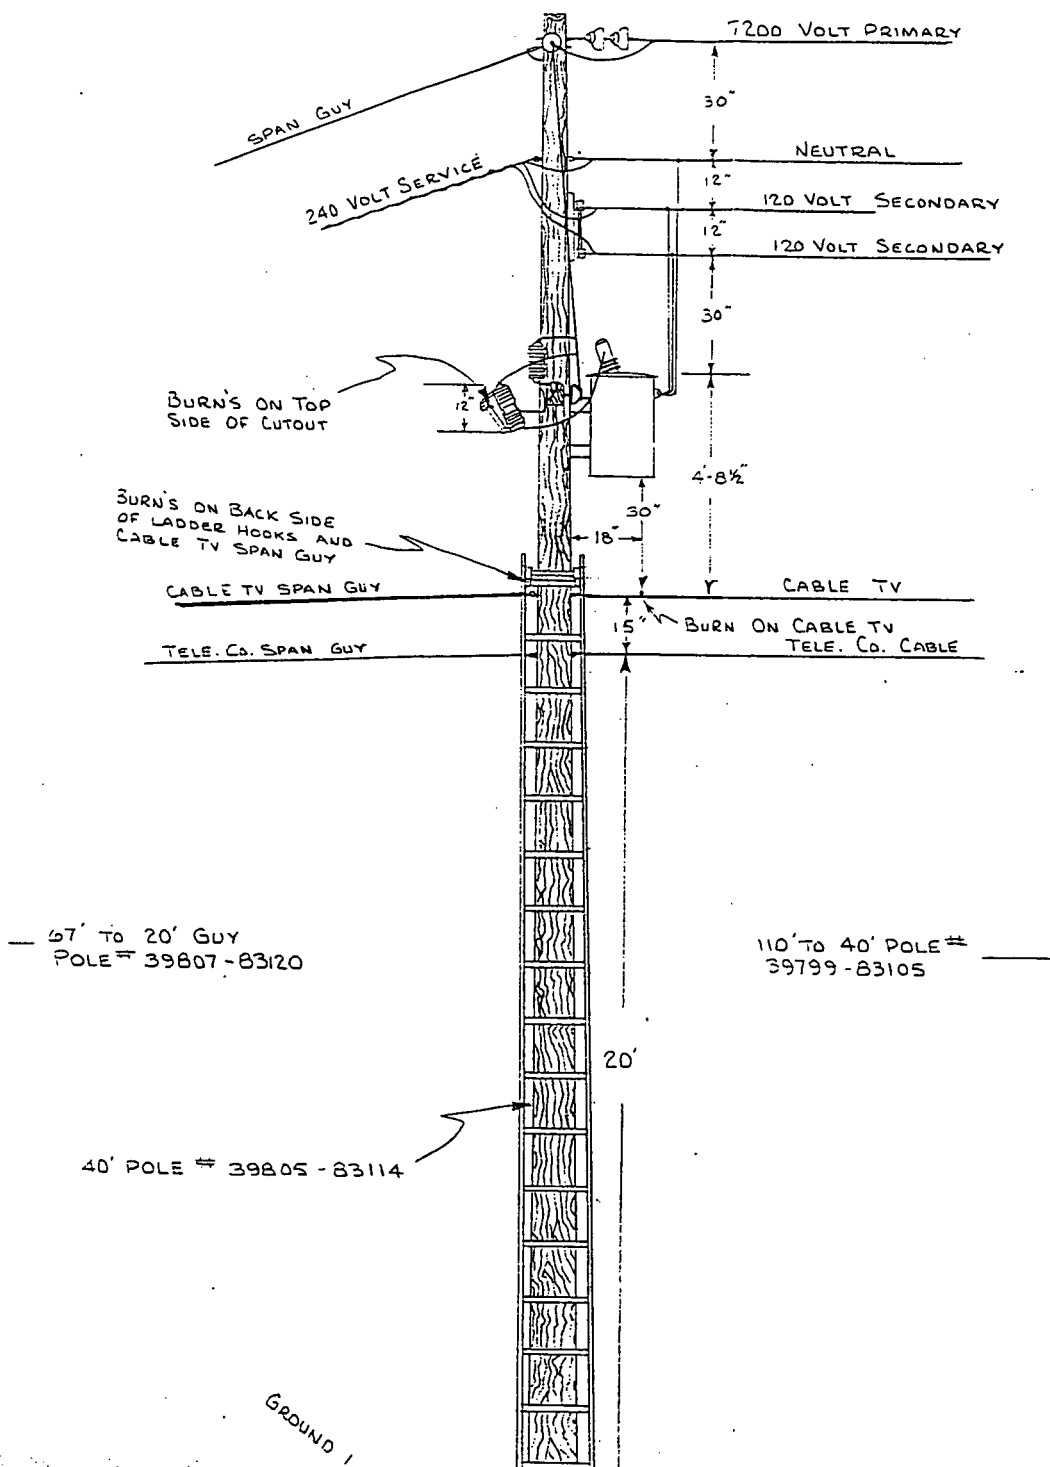 7200 VOLT PRIMARY
30"
SPAN GUY
NEUTRAL
240 VOLT SERVICE
12"
120 VOLT SECONDARY
12"
120 VOLT SECONDARY
30"
BURN'S ON TOP
SIDE OF CUTOUT
12"
4'-8½"
BURN'S ON BACK SIDE
OF LADDER HOOKS AND
CABLE TV SPAN GUY
30"
18"
CABLE TV SPAN GUY
CABLE TV
15"
BURN ON CABLE TV
TELE. CO. SPAN GUY
TELE. CO. CABLE
67' TO 20' GUY
POLE # 39807-83120
110' TO 40' POLE #
39799-83105
20'
40' POLE # 39805-83114
GROUND